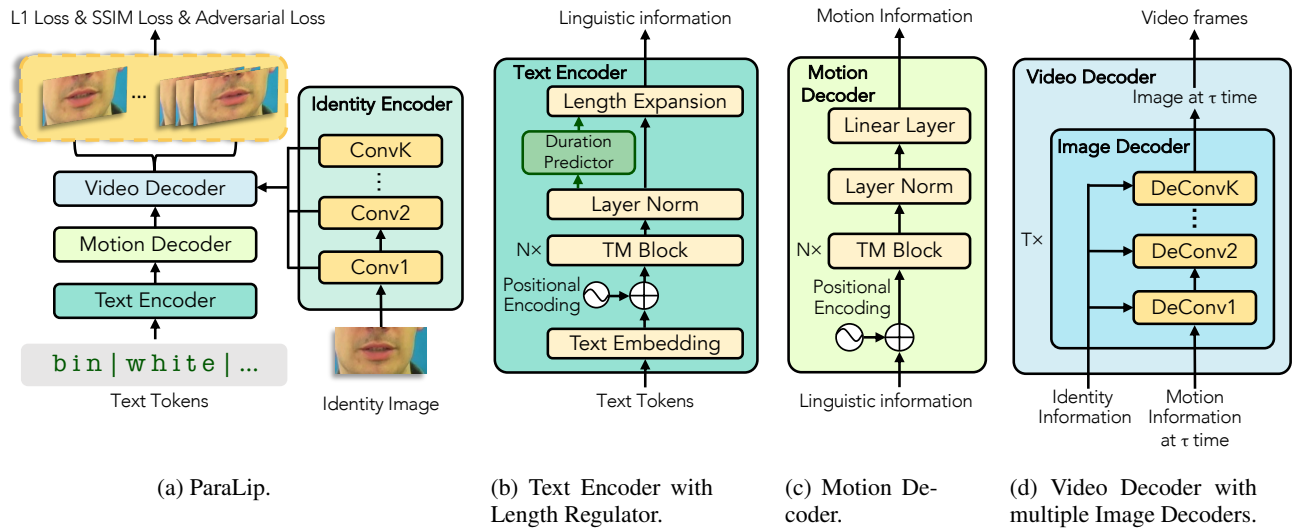 L1 Loss & SSIM Loss & Adversarial Loss
...
Identity Encoder
ConvK
...
Conv2
Conv1
Video Decoder
Motion Decoder
Text Encoder
bin|white|...
Text Tokens
Identity Image
(a) ParaLip.
Linguistic information
Text Encoder
Length Expansion
Duration
Predictor
Layer Norm
N×
TM Block
Positional
Encoding
Text Embedding
Text Tokens
(b) Text Encoder with
Length Regulator.
Motion Information
Motion
Decoder
Linear Layer
Layer Norm
N×
TM Block
Positional
Encoding
Linguistic information
(c) Motion De-
coder.
Video frames
Video Decoder
Image at τ time
Image Decoder
DeConvK
...
T×
DeConv2
DeConv1
Identity
Information
Motion
Information
at τ time
(d) Video Decoder with
multiple Image Decoders.